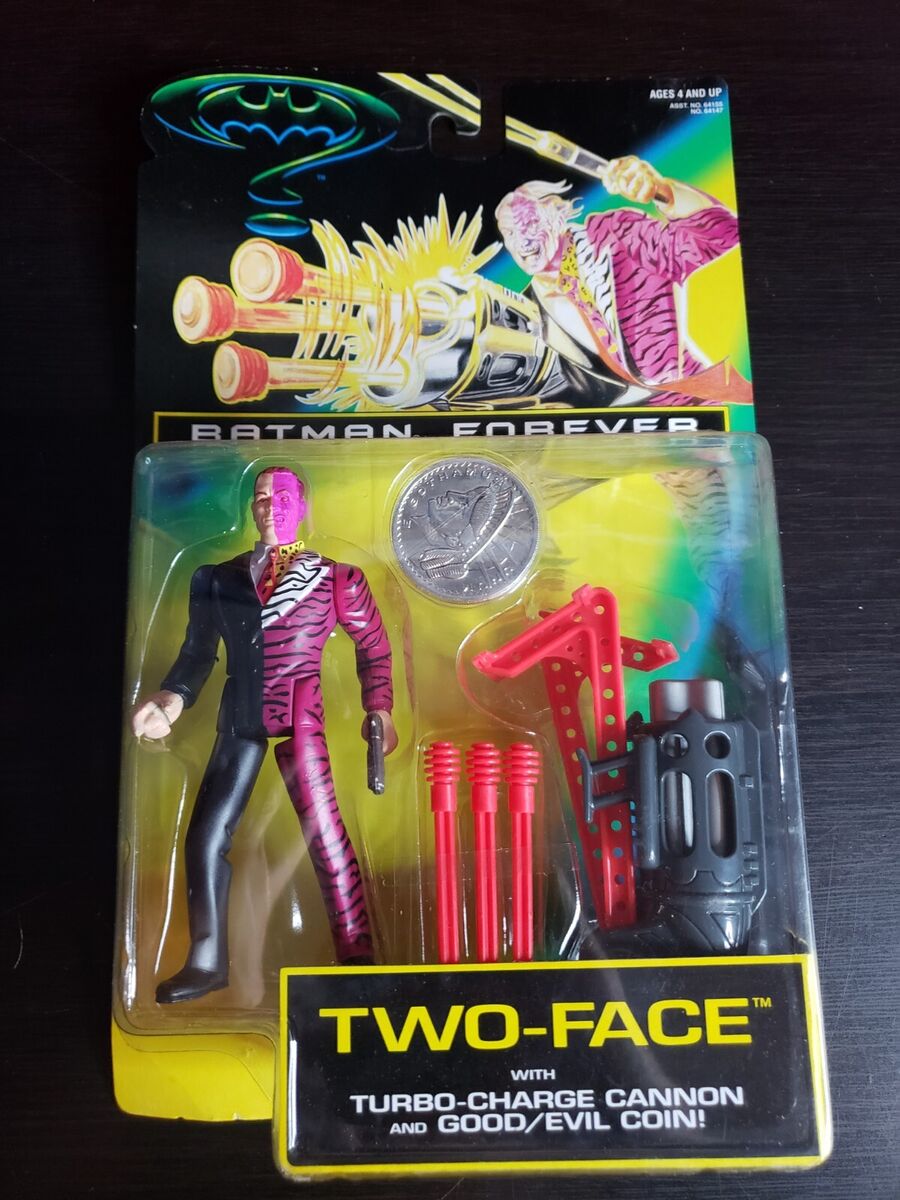 AGES 4 AND UP
ASST. NO. 64155
NO. 64147
TM
BATMAN FOREVER
TWO-FACE™
WITH
TURBO-CHARGE CANNON
AND GOOD/EVIL COIN!